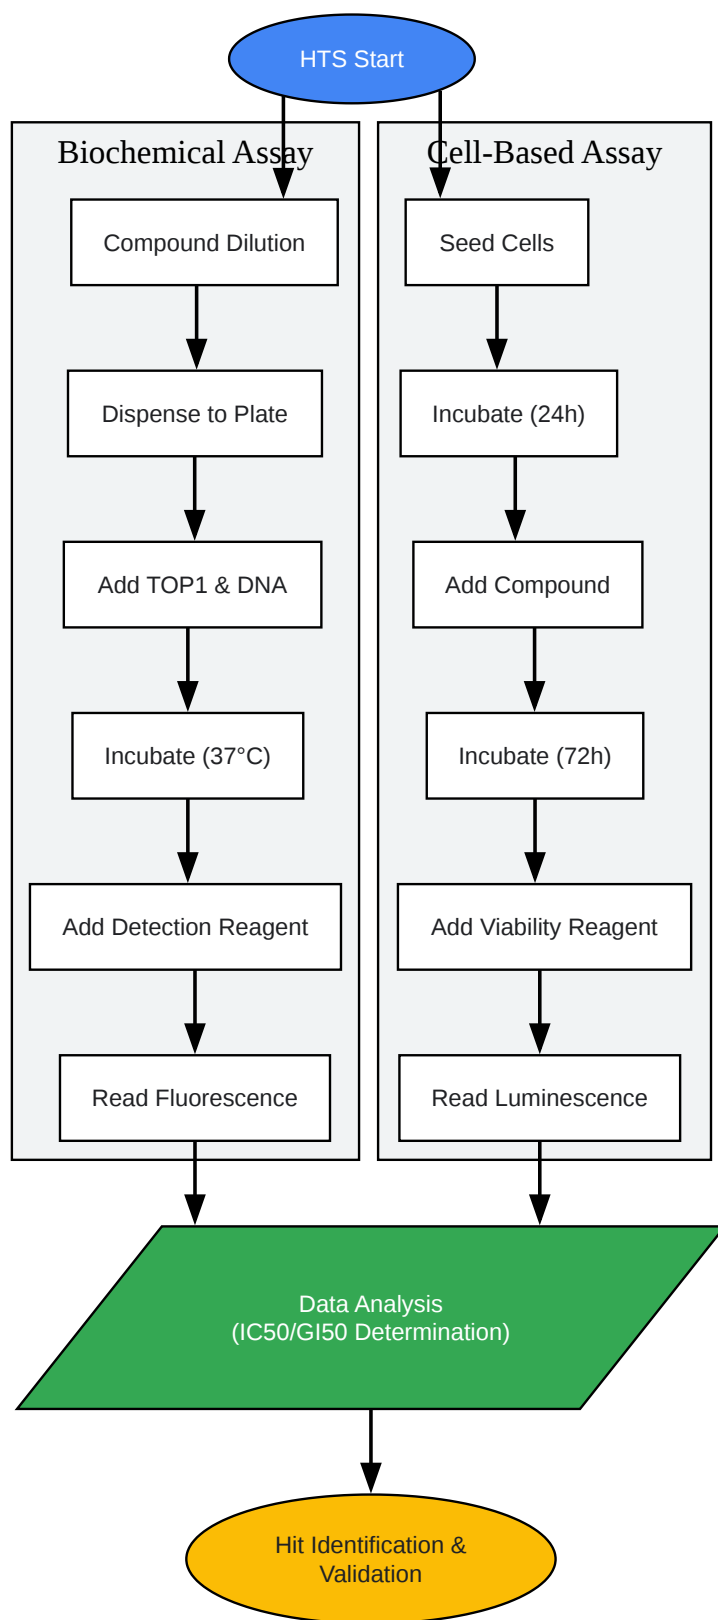 HTS Start
Biochemical Assay
Compound Dilution
Dispense to Plate
Add TOP1 & DNA
Incubate (37°C)
Add Detection Reagent
Read Fluorescence
Cell-Based Assay
Seed Cells
Incubate (24h)
Add Compound
Incubate (72h)
Add Viability Reagent
Read Luminescence
Data Analysis
(IC50/GI50 Determination)
Hit Identification &
Validation